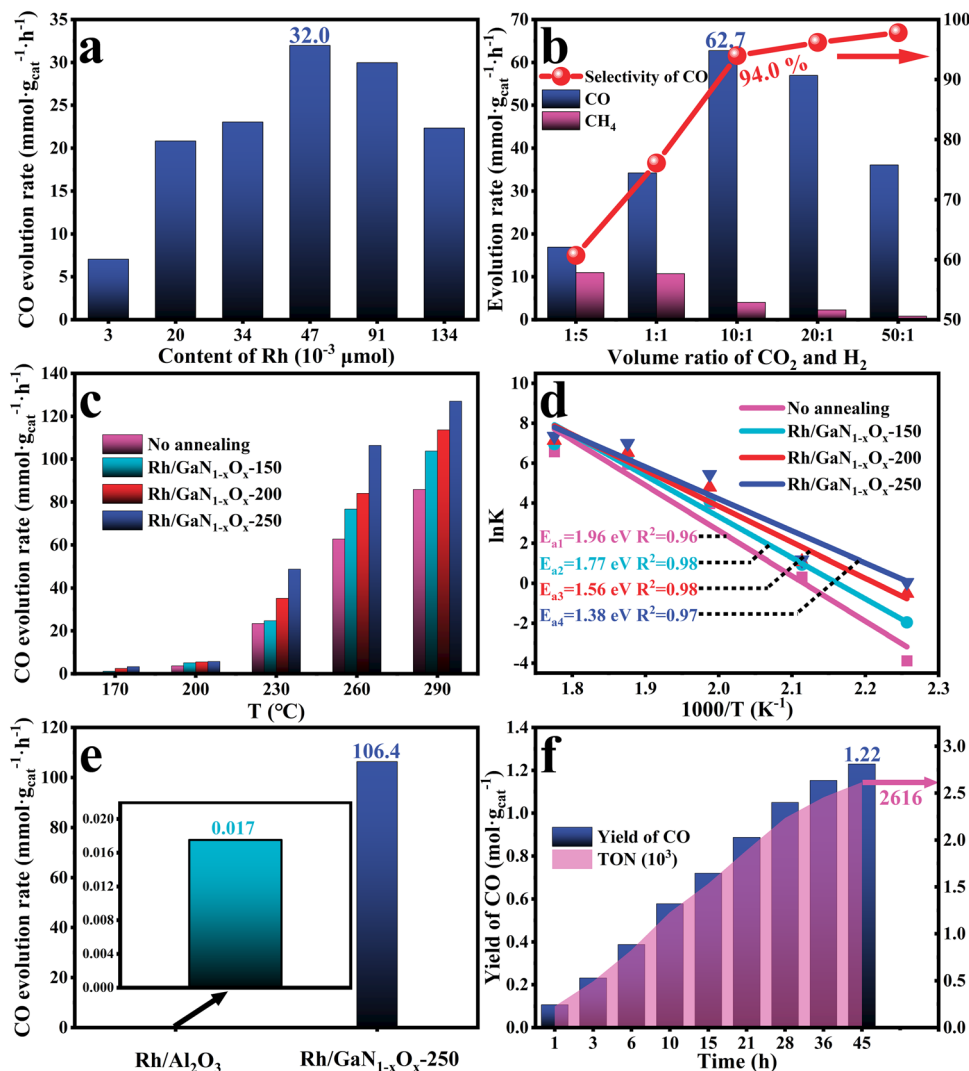 a
CO evolution rate (mmol·g_cat⁻¹·h⁻¹)
35
30
25
20
15
10
5
0
32.0
3 20 34 47 91 134
Content of Rh (10⁻³ μmol)
b
Evolution rate (mmol·g_cat⁻¹·h⁻¹)
70
60
50
40
30
20
10
0
62.7
94.0 %
Selectivity of CO
CO
CH₄
100
90
80
70
60
50
1:5 1:1 10:1 20:1 50:1
Volume ratio of CO₂ and H₂
c
CO evolution rate (mmol·g_cat⁻¹·h⁻¹)
140
120
100
80
60
40
20
0
No annealing
Rh/GaN₁₋ₓOₓ-150
Rh/GaN₁₋ₓOₓ-200
Rh/GaN₁₋ₓOₓ-250
170 200 230 260 290
T (°C)
d
lnK
10
8
6
4
2
0
-2
-4
No annealing
Rh/GaN₁₋ₓOₓ-150
Rh/GaN₁₋ₓOₓ-200
Rh/GaN₁₋ₓOₓ-250
E_a1=1.96 eV R²=0.96
E_a2=1.77 eV R²=0.98
E_a3=1.56 eV R²=0.98
E_a4=1.38 eV R²=0.97
1.8 1.9 2.0 2.1 2.2 2.3
1000/T (K⁻¹)
e
CO evolution rate (mmol·g_cat⁻¹·h⁻¹)
120
100
80
60
40
20
0
106.4
0.020
0.016
0.012
0.008
0.004
0.000
0.017
Rh/Al₂O₃ Rh/GaN₁₋ₓOₓ-250
f
Yield of CO (mol·g_cat⁻¹)
1.4
1.2
1.0
0.8
0.6
0.4
0.2
0.0
1.22
2616
Yield of CO
TON (10³)
3.0
2.5
2.0
1.5
1.0
0.5
0.0
1 3 6 10 15 21 28 36 45
Time (h)